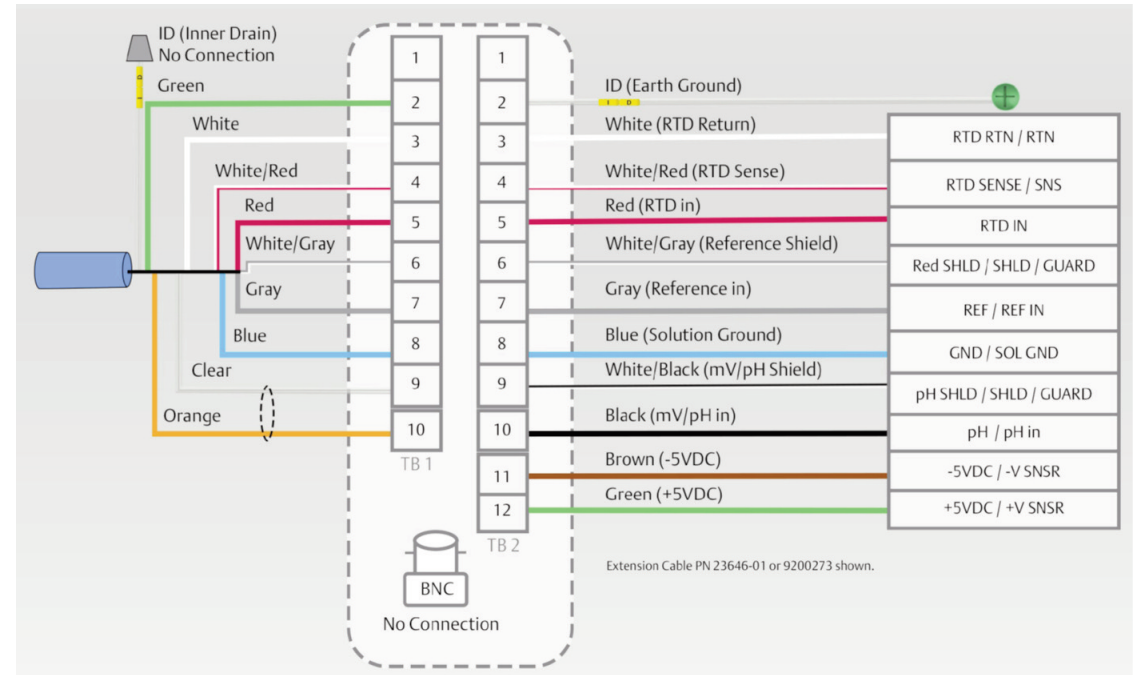 ID (Inner Drain)
No Connection
Green
White
White/Red
Red
White/Gray
Gray
Blue
Clear
Orange
I D
1
2
3
4
5
6
7
8
9
10
TB 1
1
2
3
4
5
6
7
8
9
10
11
12
TB 2
BNC
No Connection
ID (Earth Ground)
I D
White (RTD Return)
White/Red (RTD Sense)
Red (RTD in)
White/Gray (Reference Shield)
Gray (Reference in)
Blue (Solution Ground)
White/Black (mV/pH Shield)
Black (mV/pH in)
Brown (-5VDC)
Green (+5VDC)
RTD RTN / RTN
RTD SENSE / SNS
RTD IN
Red SHLD / SHLD / GUARD
REF / REF IN
GND / SOL GND
pH SHLD / SHLD / GUARD
pH / pH in
-5VDC / -V SNSR
+5VDC / +V SNSR
Extension Cable PN 23646-01 or 9200273 shown.